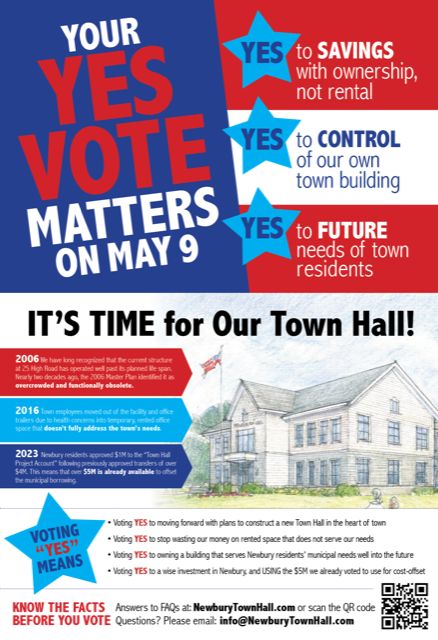 YOUR
YES
VOTE
MATTERS
ON MAY 9
YES to SAVINGS
with ownership,
not rental
YES to CONTROL
of our own
town building
YES to FUTURE
needs of town
residents
IT'S TIME for Our Town Hall!
2006 We have long recognized that the current structure
at 25 High Road has operated well past its planned life span.
Nearly two decades ago, the 2006 Master Plan identified it as
overcrowded and functionally obsolete.
2016 Town employees moved out of the facility and office
trailers due to health concerns into temporary, rented office
space that doesn't fully address the town's needs.
2023 Newbury residents approved $1M to the "Town Hall
Project Account" following previously approved transfers of over
$4M. This means that over $5M is already available to offset
the municipal borrowing.
VOTING
"YES"
MEANS
• Voting YES to moving forward with plans to construct a new Town Hall in the heart of town
• Voting YES to stop wasting our money on rented space that does not serve our needs
• Voting YES to owning a building that serves Newbury residents' municipal needs well into the future
• Voting YES to a wise investment in Newbury, and USING the $5M we already voted to use for cost-offset
KNOW THE FACTS
BEFORE YOU VOTE
Answers to FAQs at: NewburyTownHall.com or scan the QR code
Questions? Please email: info@NewburyTownHall.com